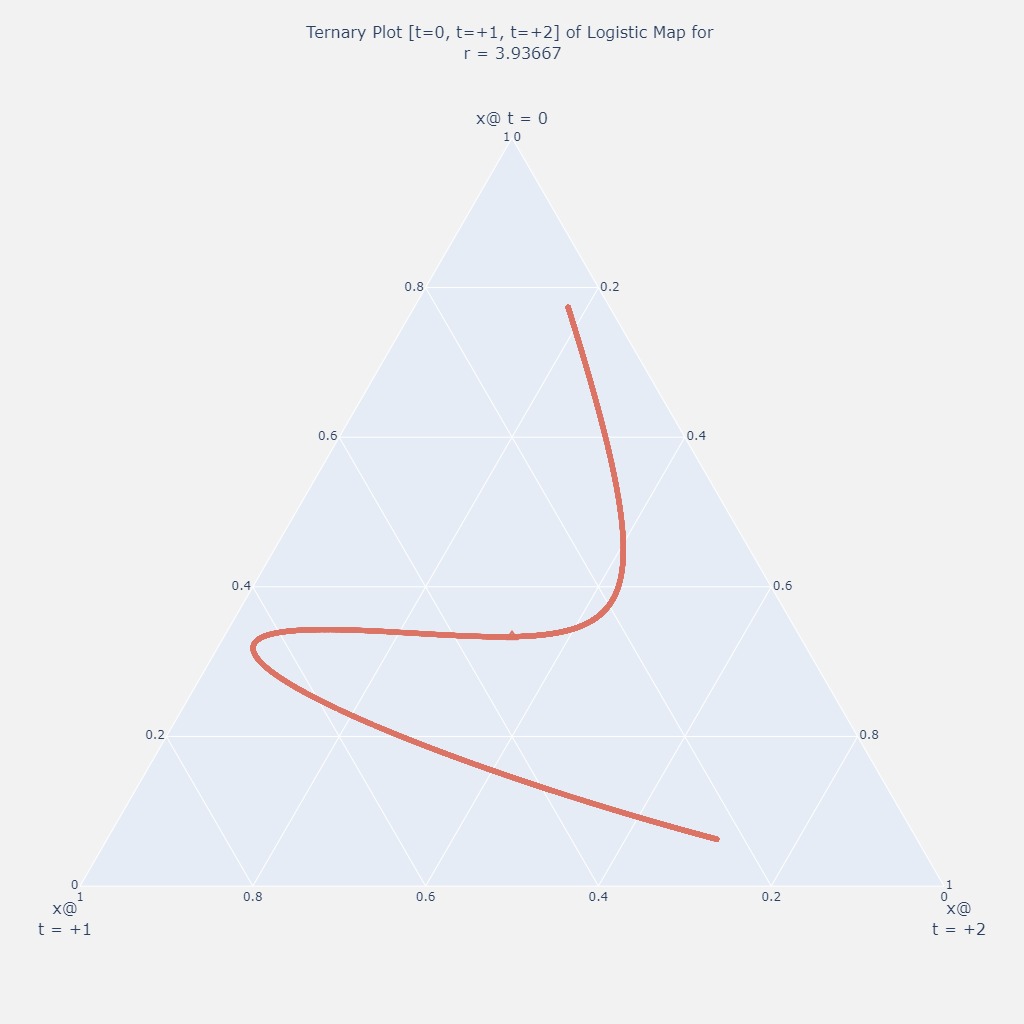 Ternary Plot [t=0, t=+1, t=+2] of Logistic Map for
r = 3.93667
x@ t = 0
1 0
0.8 0.2
0.6 0.4
0.4 0.6
0.2 0.8
0 1
1 0.8 0.6 0.4 0.2 0
x@ x@
t = +1 t = +2